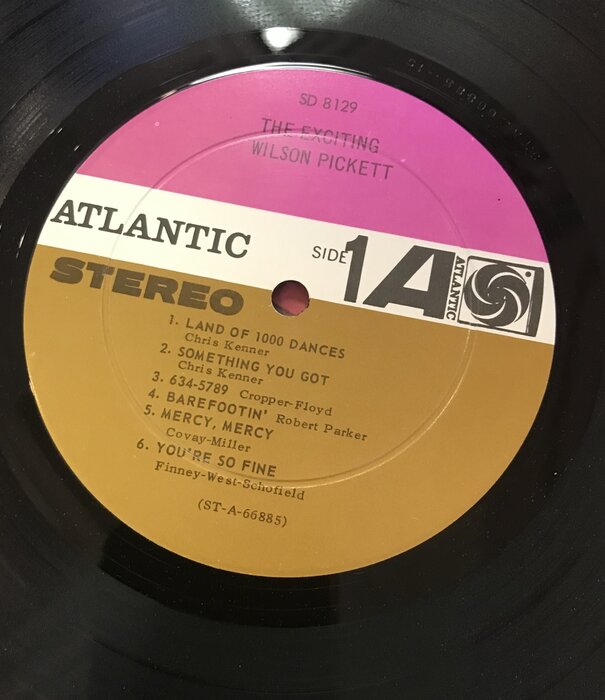 SD 8129
THE EXCITING
WILSON PICKETT
ATLANTIC
SIDE 1 A
ATLANTIC
STEREO
1. LAND OF 1000 DANCES
Chris Kenner
2. SOMETHING YOU GOT
Chris Kenner
3. 634-5789 Cropper-Floyd
4. BAREFOOTIN' Robert Parker
5. MERCY, MERCY
Covay-Miller
6. YOU'RE SO FINE
Finney-West-Schofield
(ST-A-66885)